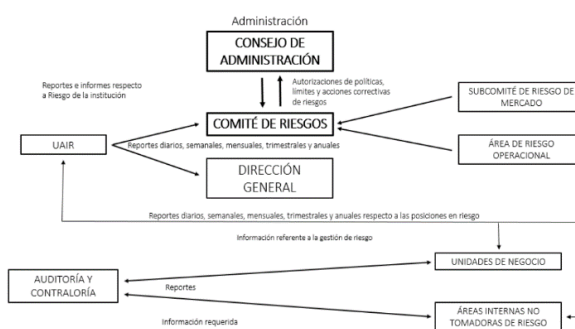 Administración
CONSEJO DE
ADMINISTRACIÓN
Reportes e informes respecto
a Riesgo de la institución
Autorizaciones de políticas,
límites y acciones correctivas
de riesgos
SUBCOMITÉ DE RIESGO DE
MERCADO
COMITÉ DE RIESGOS
UAIR
Reportes diarios, semanales, mensuales, trimestrales y anuales
ÁREA DE RIESGO
OPERACIONAL
DIRECCIÓN
GENERAL
Reportes diarios, semanales, mensuales, trimestrales y anuales respecto a las posiciones en riesgo
Información referente a la gestión de riesgo
UNIDADES DE NEGOCIO
AUDITORÍA Y
CONTRALORÍA
Reportes
Información requerida
ÁREAS INTERNAS NO
TOMADORAS DE RIESGO